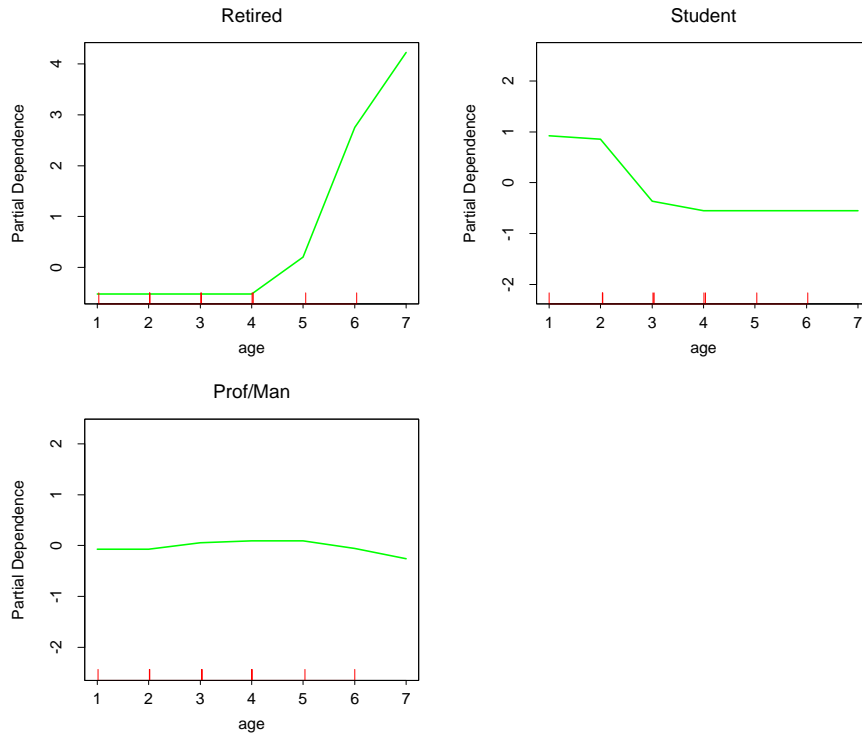 Retired
Partial Dependence
0 1 2 3 4
1 2 3 4 5 6 7
age
Student
Partial Dependence
-2 -1 0 1 2
1 2 3 4 5 6 7
age
Prof/Man
Partial Dependence
-2 -1 0 1 2
1 2 3 4 5 6 7
age